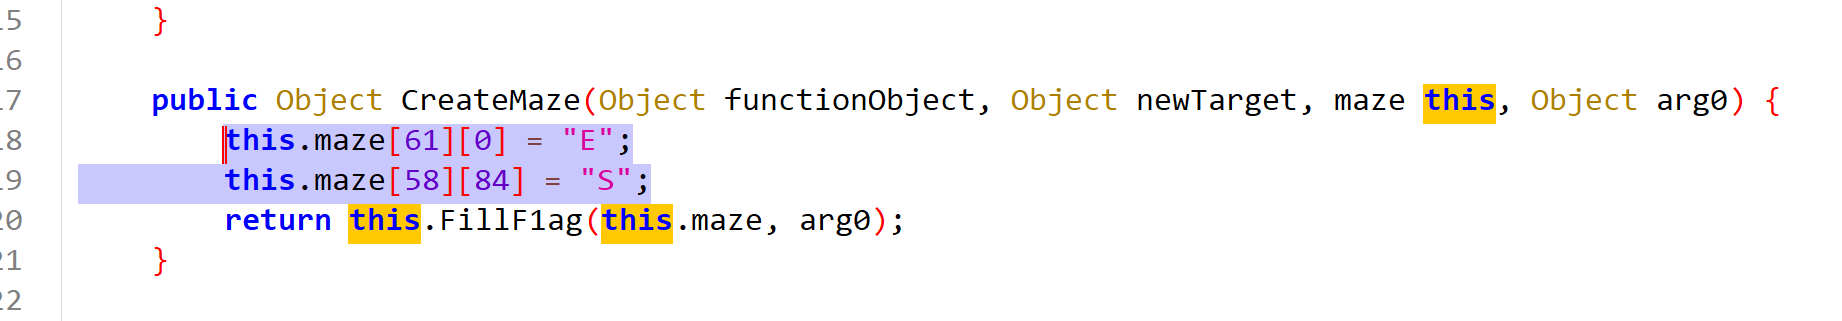 15 }
16
17 public Object CreateMaze(Object functionObject, Object newTarget, maze this, Object arg0) {
18 this.maze[61][0] = "E";
19 this.maze[58][84] = "S";
20 return this.FillF1ag(this.maze, arg0);
21 }
22